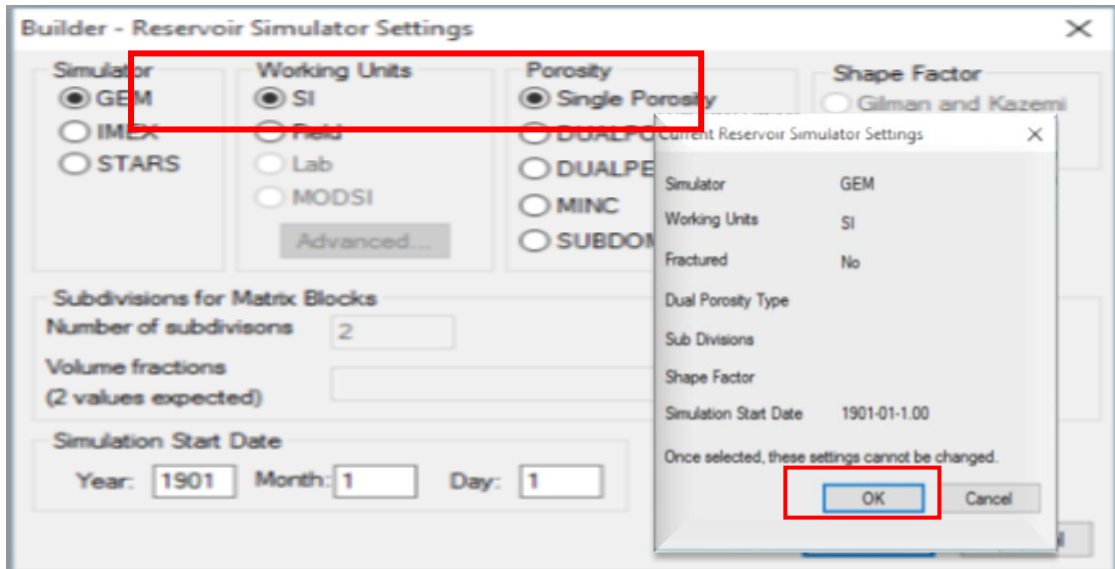 Builder - Reservoir Simulator Settings
Simulator
GEM
IMEX
STARS
Working Units
SI
Field
Lab
MODSI
Advanced...
Porosity
Single Porosity
DUALPO
DUALPE
MINC
SUBDOM
Shape Factor
Gilman and Kazemi
Subdivisions for Matrix Blocks
Number of subdivisons 2
Volume fractions
(2 values expected)
Simulation Start Date
Year: 1901 Month: 1 Day: 1
Current Reservoir Simulator Settings
Simulator GEM
Working Units SI
Fractured No
Dual Porosity Type
Sub Divisions
Shape Factor
Simulation Start Date 1901-01-1.00
Once selected, these settings cannot be changed.
OK Cancel